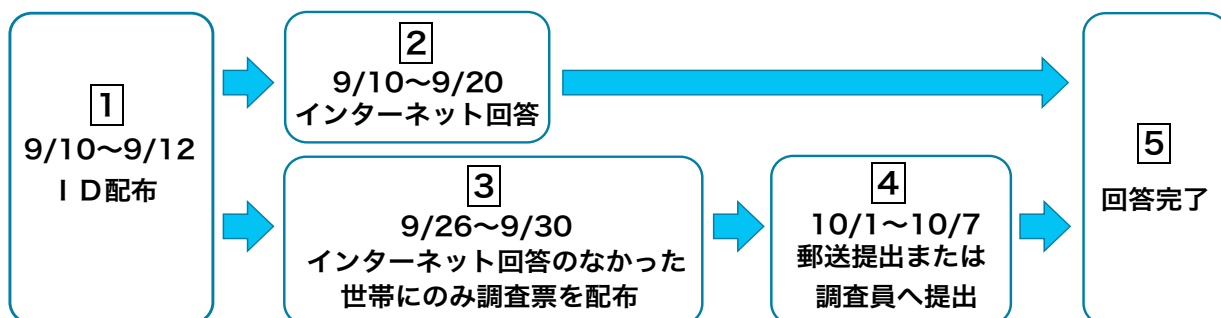 1
9/10～9/12
ＩＤ配布
2
9/10～9/20
インターネット回答
3
9/26～9/30
インターネット回答のなかった
世帯にのみ調査票を配布
4
10/1～10/7
郵送提出または
調査員へ提出
5
回答完了